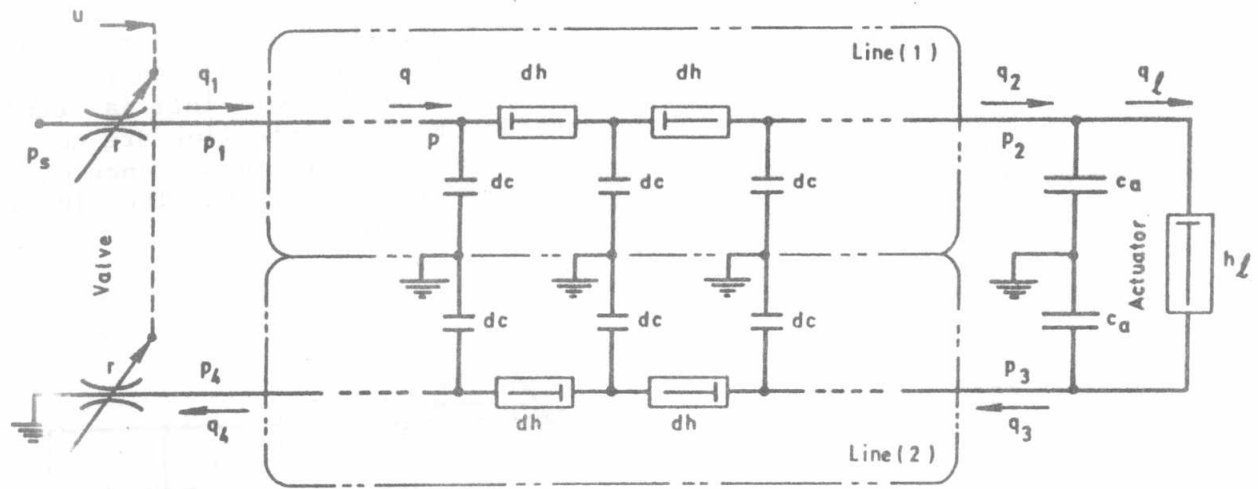 u
Line(1)
q1 q dh dh q2 qℓ
ps r p1 p p2
dc dc dc ca
Valve
Actuator
hℓ
dc dc dc ca
r p4 p3
q4 dh dh q3
Line(2)